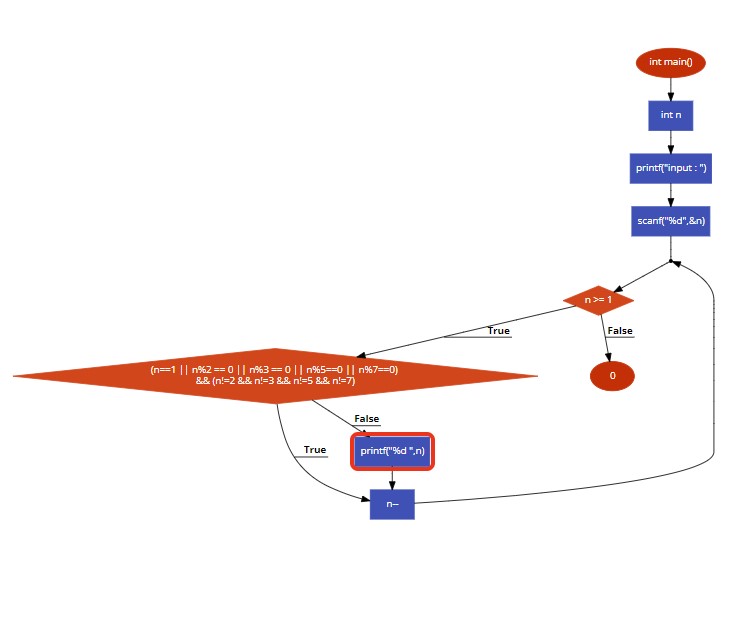 int main()
int n
printf("input : ")
scanf("%d",&n)
n >= 1
True
False
(n==1 || n%2 == 0 || n%3 == 0 || n%5==0 || n%7==0)
&& (n!=2 && n!=3 && n!=5 && n!=7)
0
False
True
printf("%d ",n)
n--